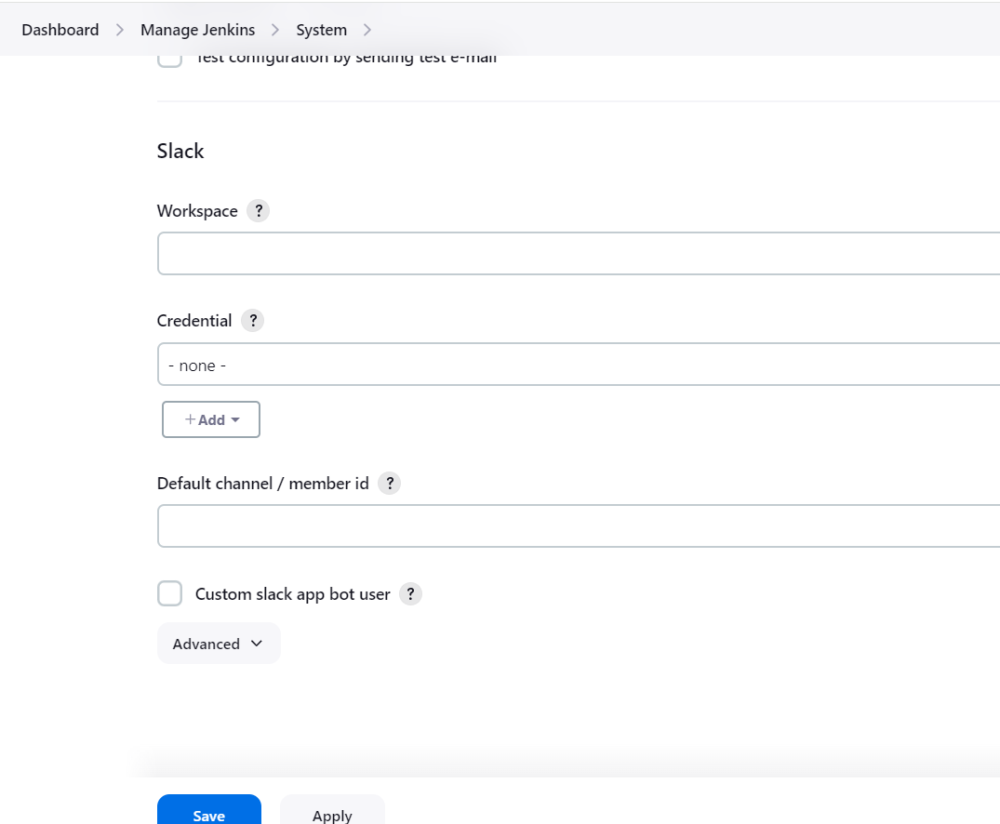 Dashboard > Manage Jenkins > System >
Test configuration by sending test e-mail
Slack
Workspace ?
Credential ?
- none -
+ Add
Default channel / member id ?
Custom slack app bot user ?
Advanced
Save Apply